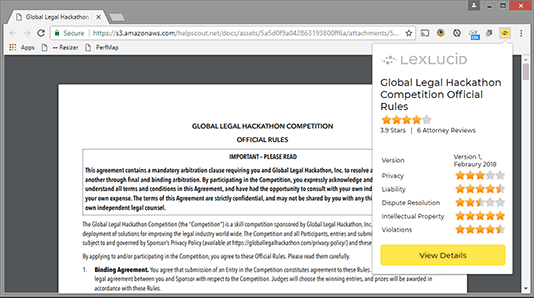 Global Legal Hackathon C
Secure
https://s3.amazonaws.com/helpscout.net/docs/assets/5a5d0f9a042863193800ff6a/attachments/5
Apps
Resizer
PerfMap
LEXLUCID
Global Legal Hackathon
Competition Official
Rules
3.9 Stars | 6 Attorney Reviews
Version
Version 1,
Febraury 2018
Privacy
Liability
Dispute Resolution
Intellectual Property
Violations
View Details
GLOBAL LEGAL HACKATHON COMPETITION
OFFICIAL RULES
IMPORTANT – PLEASE READ
This agreement contains a mandatory arbitration clause requiring you and Global Legal Hackathon, Inc. to resolve a
another through final and binding arbitration. By participating in the Competition, you expressly acknowledge and
understand all terms and conditions in this Agreement, and have had the opportunity to consult with your own ind
your own expense. The terms of this Agreement are strictly confidential, and may not be shared by you with any thi
own independent legal counsel.
The Global Legal Hackathon Competition (the "Competition") is a skill competition sponsored by Global Legal Hackathon, Inc.
deployment of solutions for improving the legal industry world wide. The Competition and all Participants, entries and su
subject to and governed by Sponsor's Privacy Policy (available at https://globallegalhackathon.com/privacy-policy/) and these
By applying to and/or participating in the Competition, you agree to these Official Rules. Please read them carefully.
1. Binding Agreement. You agree that submission of an Entry in the Competition constitutes agreement to these Rules.
legal agreement between you and Sponsor with respect to the Competition. Judges will choose the winning entries, and prizes will be awarded in
accordance with these Rules.